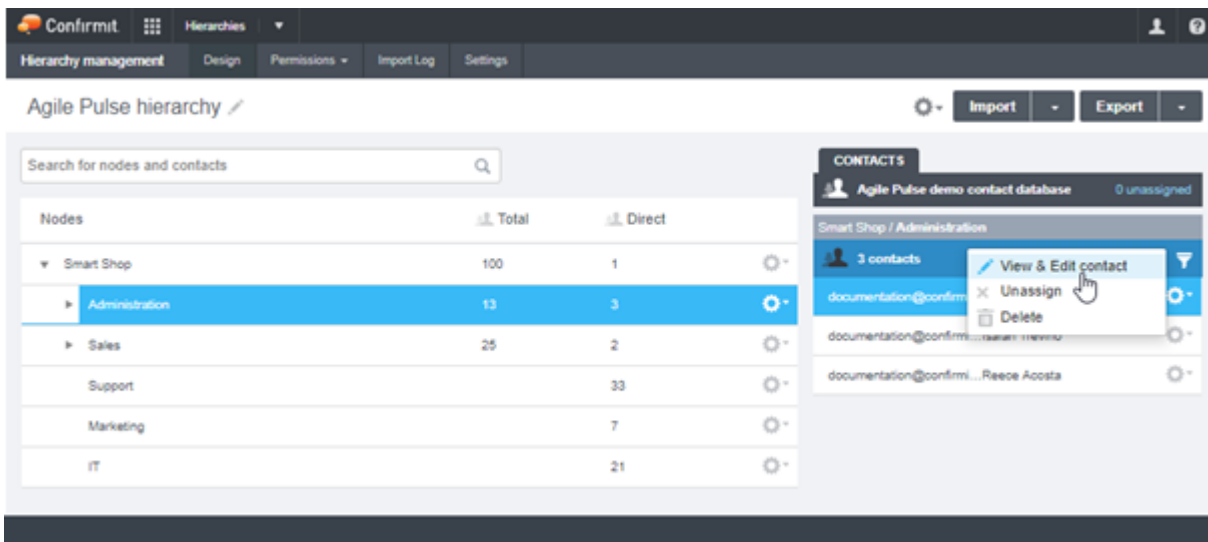 Confirmit Hierarchies
Hierarchy management Design Permissions Import Log Settings
Agile Pulse hierarchy Import Export
Search for nodes and contacts
Nodes Total Direct
Smart Shop 100 1
Administration 13 3
Sales 25 2
Support 33
Marketing 7
IT 21
CONTACTS
Agile Pulse demo contact database 0 unassigned
Smart Shop / Administration
3 contacts
View & Edit contact
Unassign
Delete
documentation@confirm
documentation@confirmi...Isaiah Trevino
documentation@confirmi...Reece Acosta